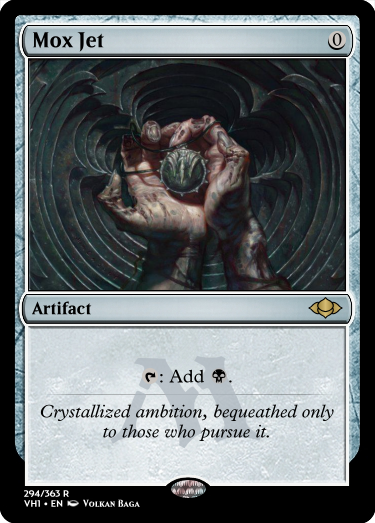 Mox Jet 0
Artifact
: Add .
Crystallized ambition, bequeathed only
to those who pursue it.
294/363 R
VH1 • EN Volkan Baga